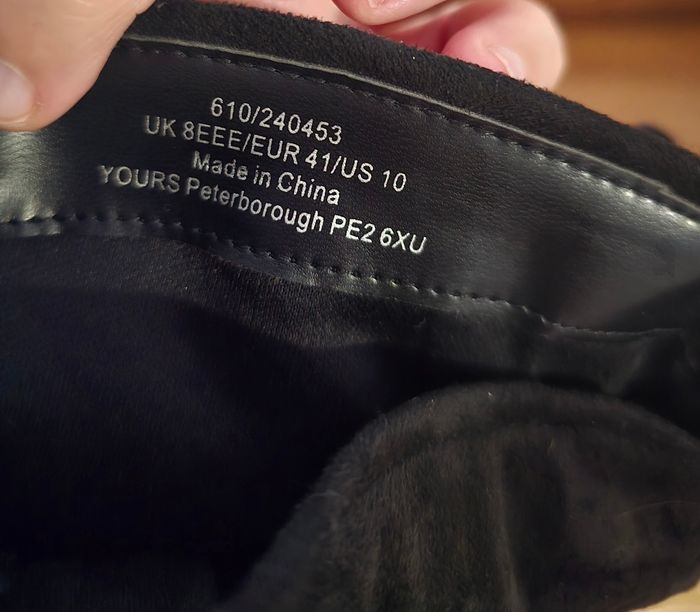 610/240453
UK 8EEE/EUR 41/US 10
Made in China
YOURS Peterborough PE2 6XU